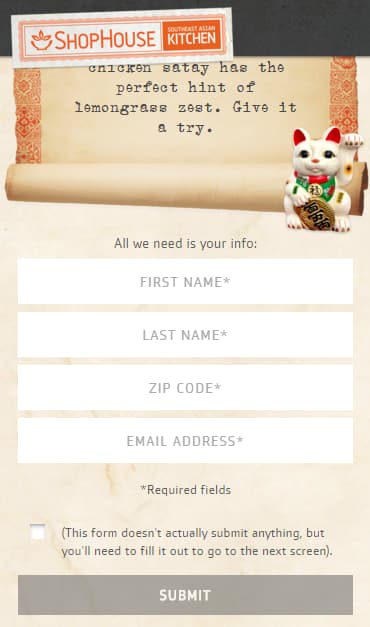 SHOPHOUSE
SOUTHEAST ASIAN
KITCHEN
chicken satay has the
perfect hint of
lemongrass zest. Give it
a try.
All we need is your info:
FIRST NAME*
LAST NAME*
ZIP CODE*
EMAIL ADDRESS*
*Required fields
(This form doesn't actually submit anything, but
you'll need to fill it out to go to the next screen).
SUBMIT